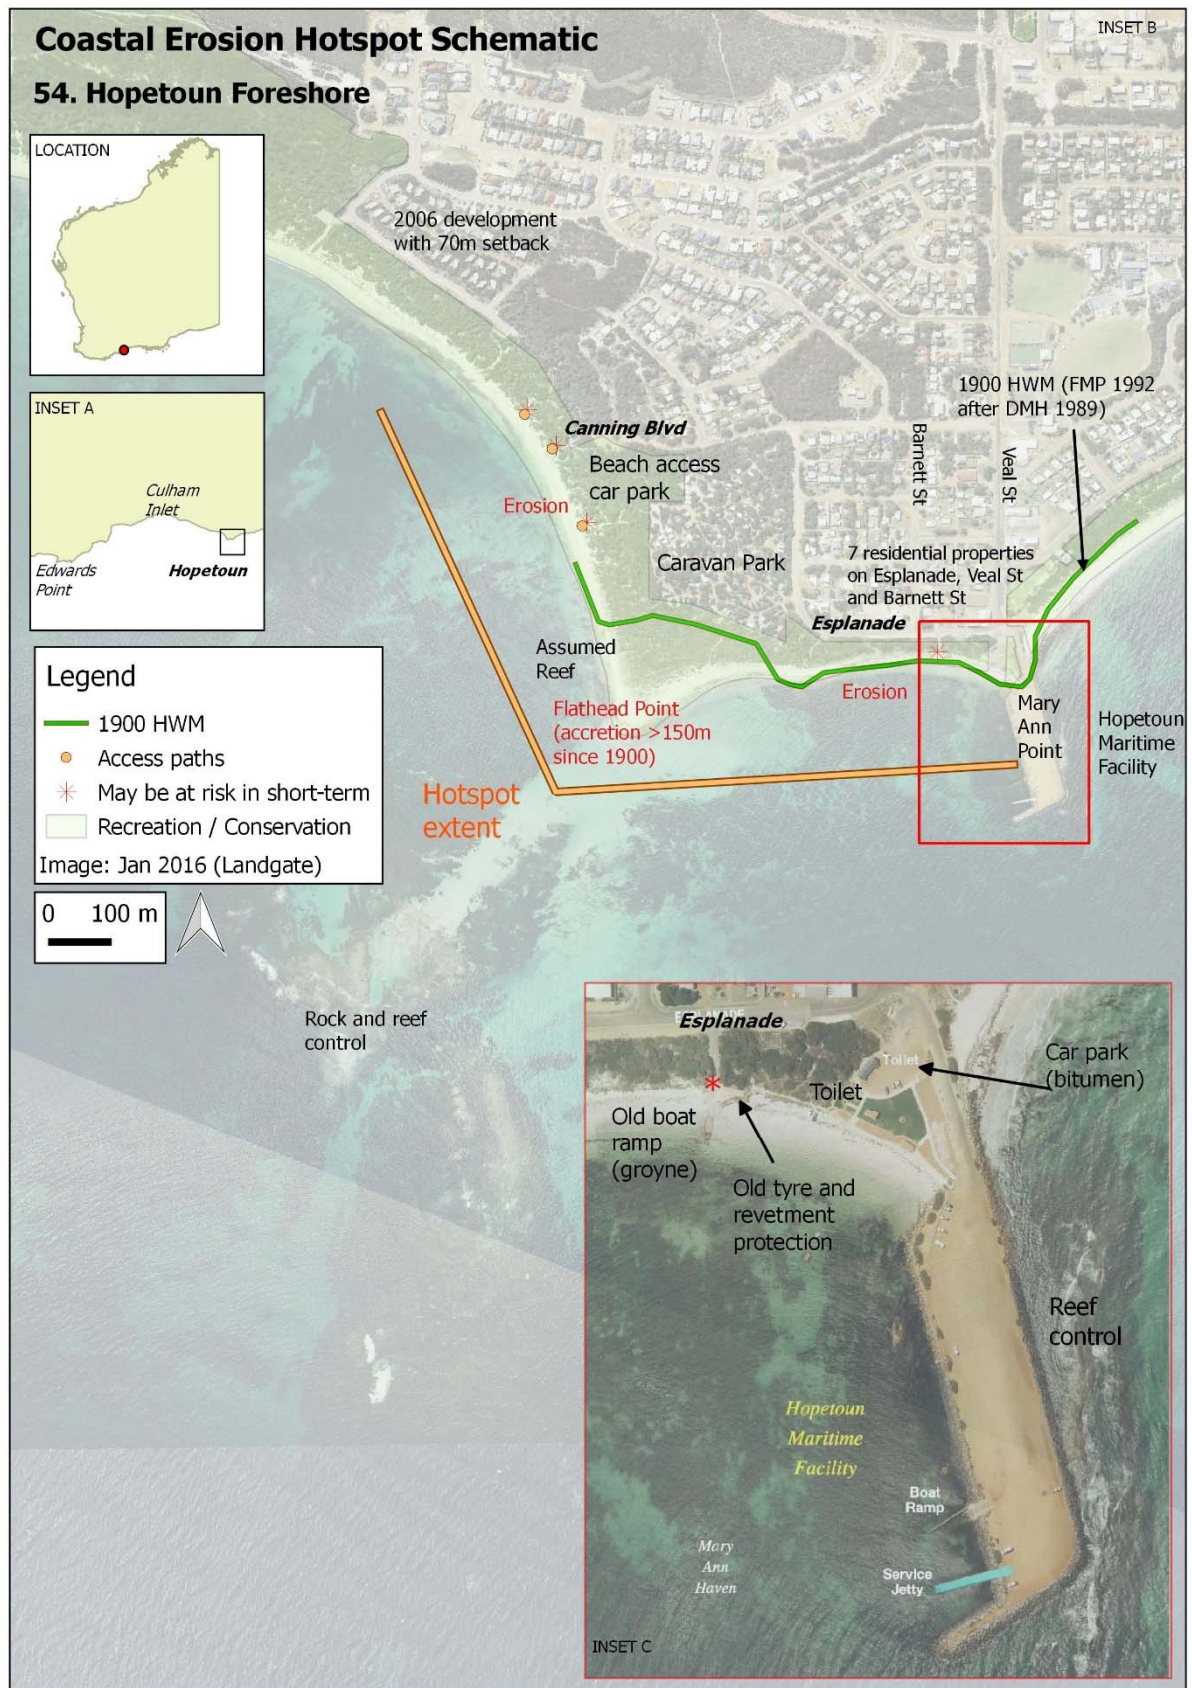 Coastal Erosion Hotspot Schematic
INSET B
54. Hopetoun Foreshore
LOCATION
2006 development
with 70m setback
INSET A
Culham
Inlet
Edwards
Point
Hopetoun
1900 HWM (FMP 1992
after DMH 1989)
Canning Blvd
Beach access
car park
Barnett St
Veal St
Erosion
Caravan Park
7 residential properties
on Esplanade, Veal St
and Barnett St
Esplanade
Assumed
Reef
Erosion
Flathead Point
(accretion >150m
since 1900)
Mary
Ann
Point
Hopetoun
Maritime
Facility
Hotspot
extent
Legend
1900 HWM
Access paths
May be at risk in short-term
Recreation / Conservation
Image: Jan 2016 (Landgate)
0 100 m
Rock and reef
control
ESPLANADE
Esplanade
Toilet
Car park
(bitumen)
Toilet
Old boat
ramp
(groyne)
Old tyre and
revetment
protection
Reef
control
Hopetoun
Maritime
Facility
Boat
Ramp
Mary
Ann
Haven
Service
Jetty
INSET C